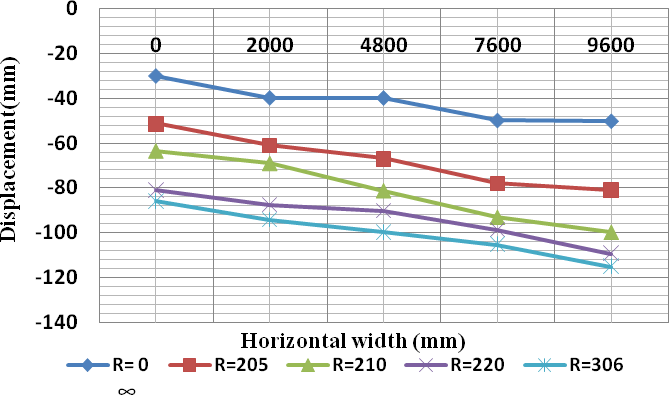 0
-20
-40
-60
-80
-100
-120
-140
Displacement(mm)
0 2000 4800 7600 9600
Horizontal width (mm)
R= 0 R=205 R=210 R=220 R=306
∞